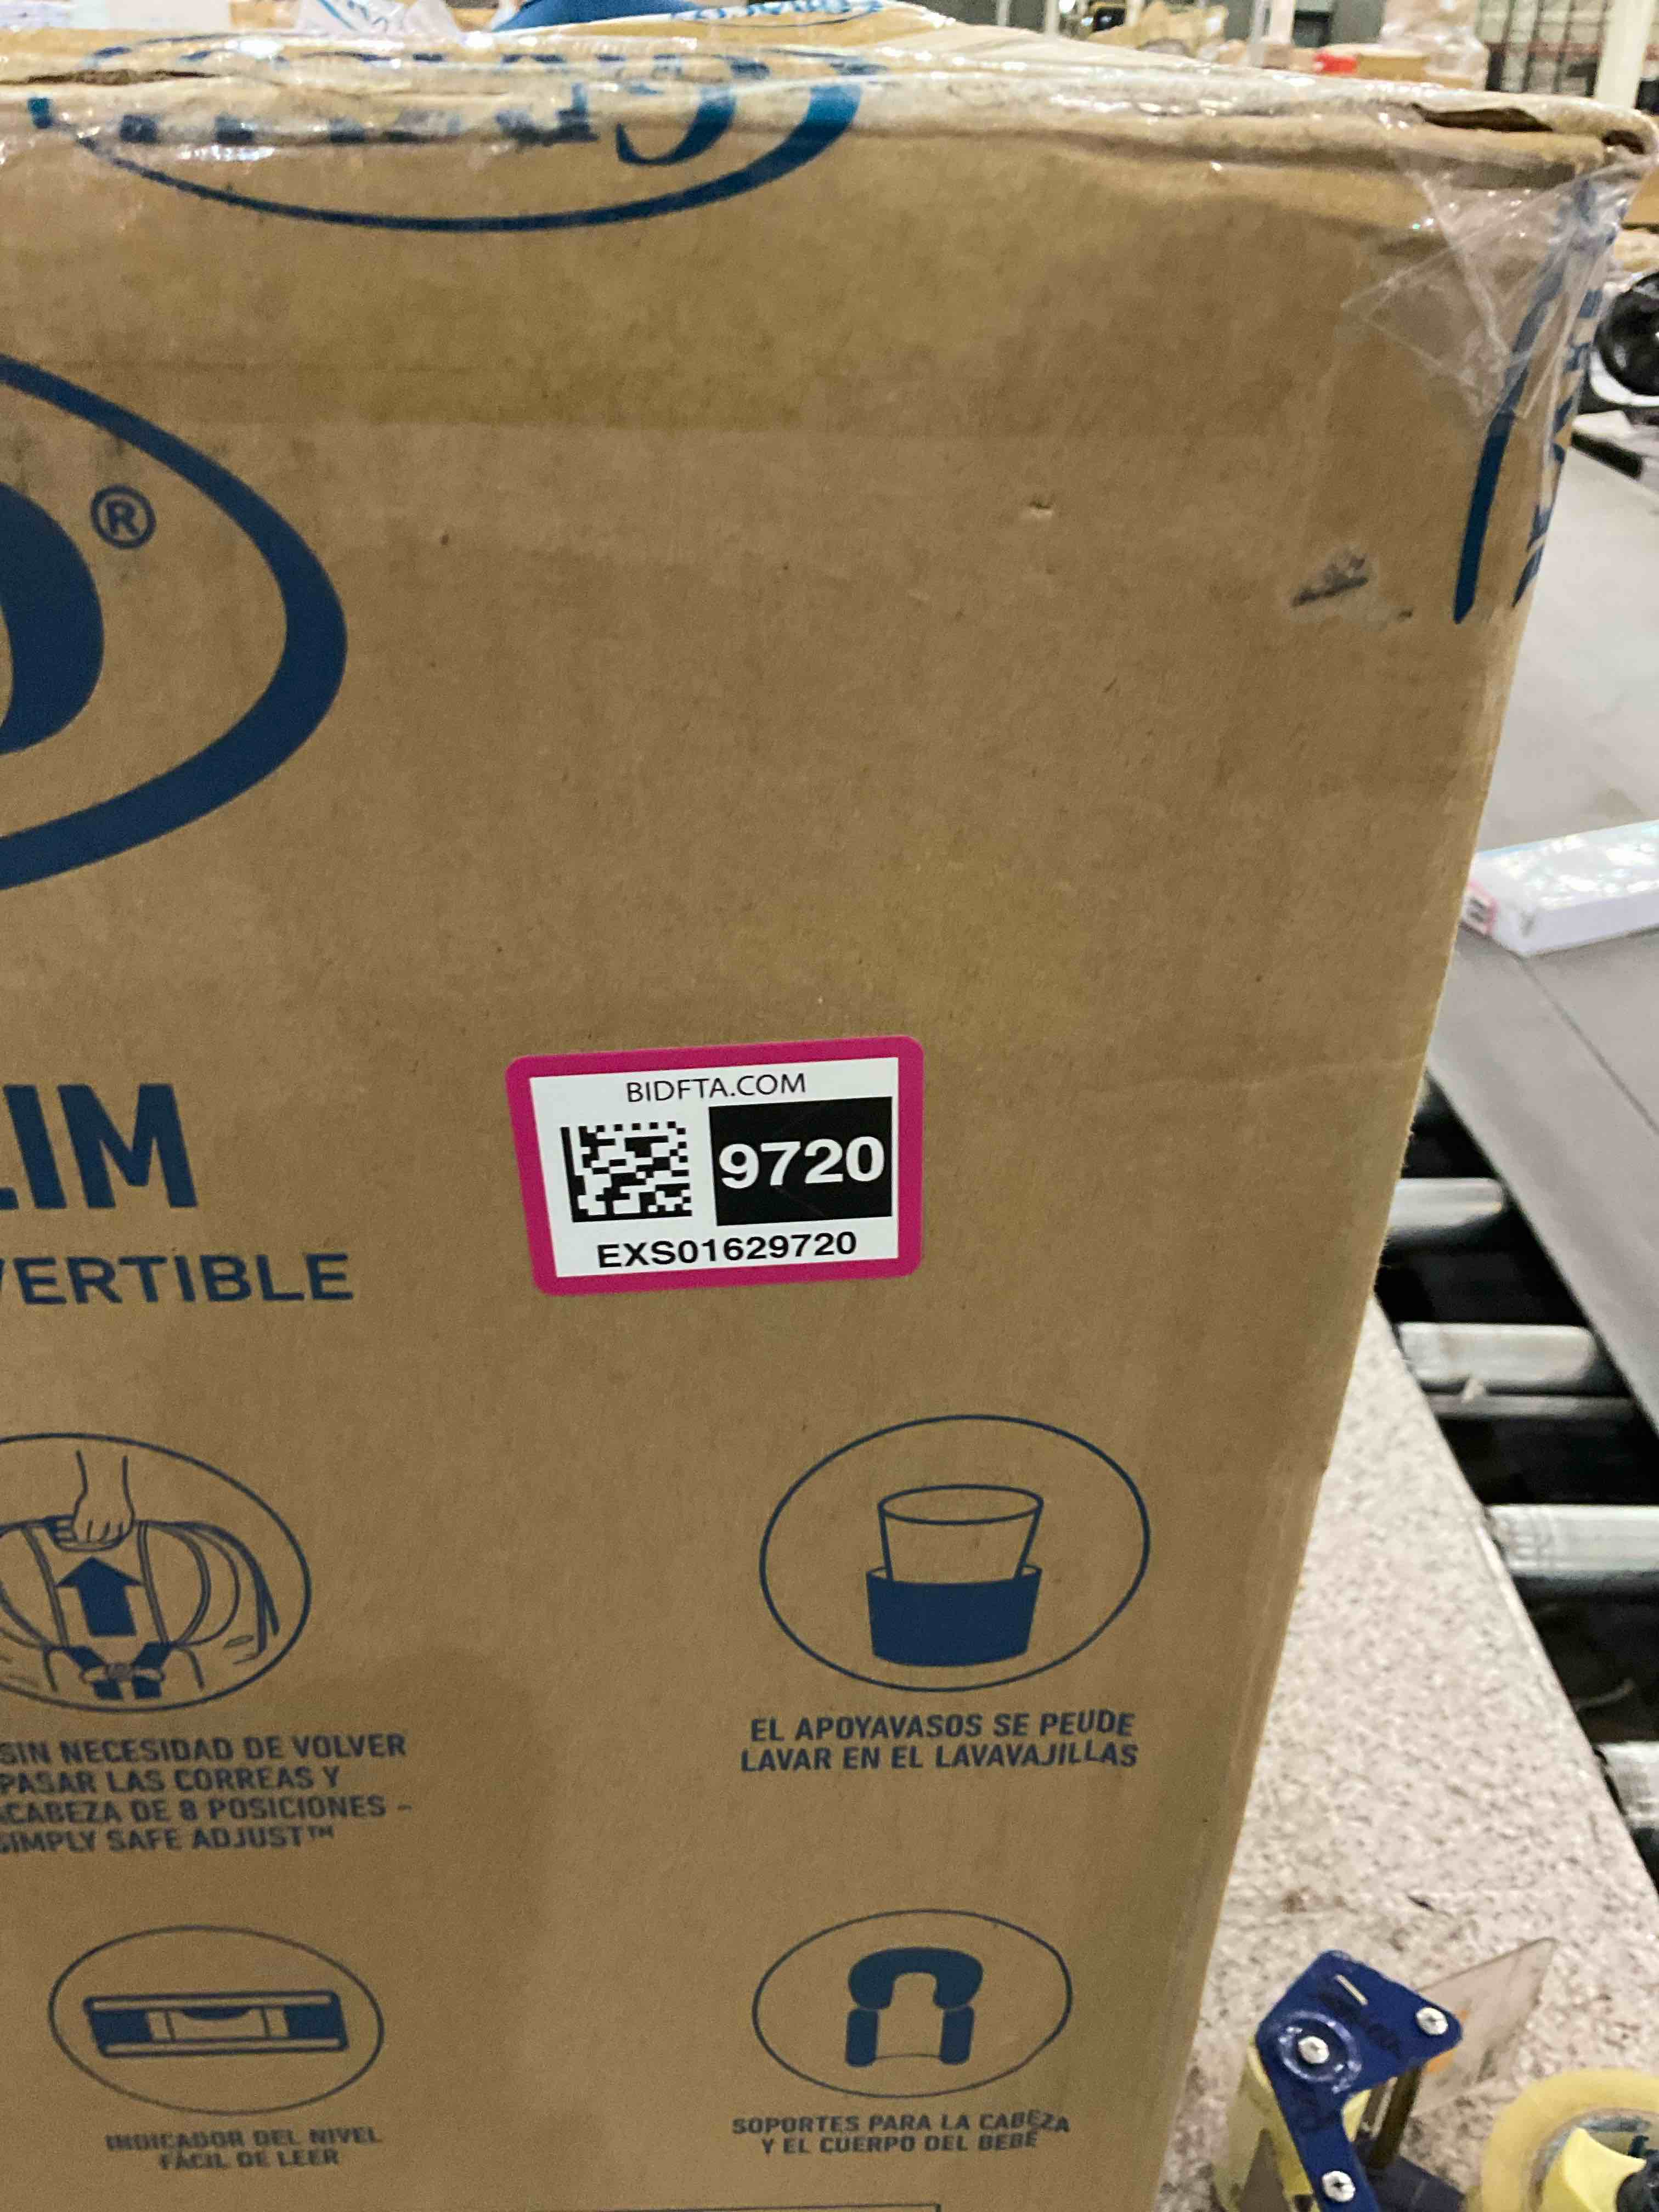 ®
LIM
VERTIBLE
BIDFTA.COM
9720
EXS01629720
SIN NECESIDAD DE VOLVER
PASAR LAS CORREAS Y
CABEZA DE 8 POSICIONES –
SIMPLY SAFE ADJUST™
EL APOYAVASOS SE PEUDE
LAVAR EN EL LAVAVAJILLAS
INDICADOR DEL NIVEL
FÁCIL DE LEER
SOPORTES PARA LA CABEZA
Y EL CUERPO DEL BEBÉ